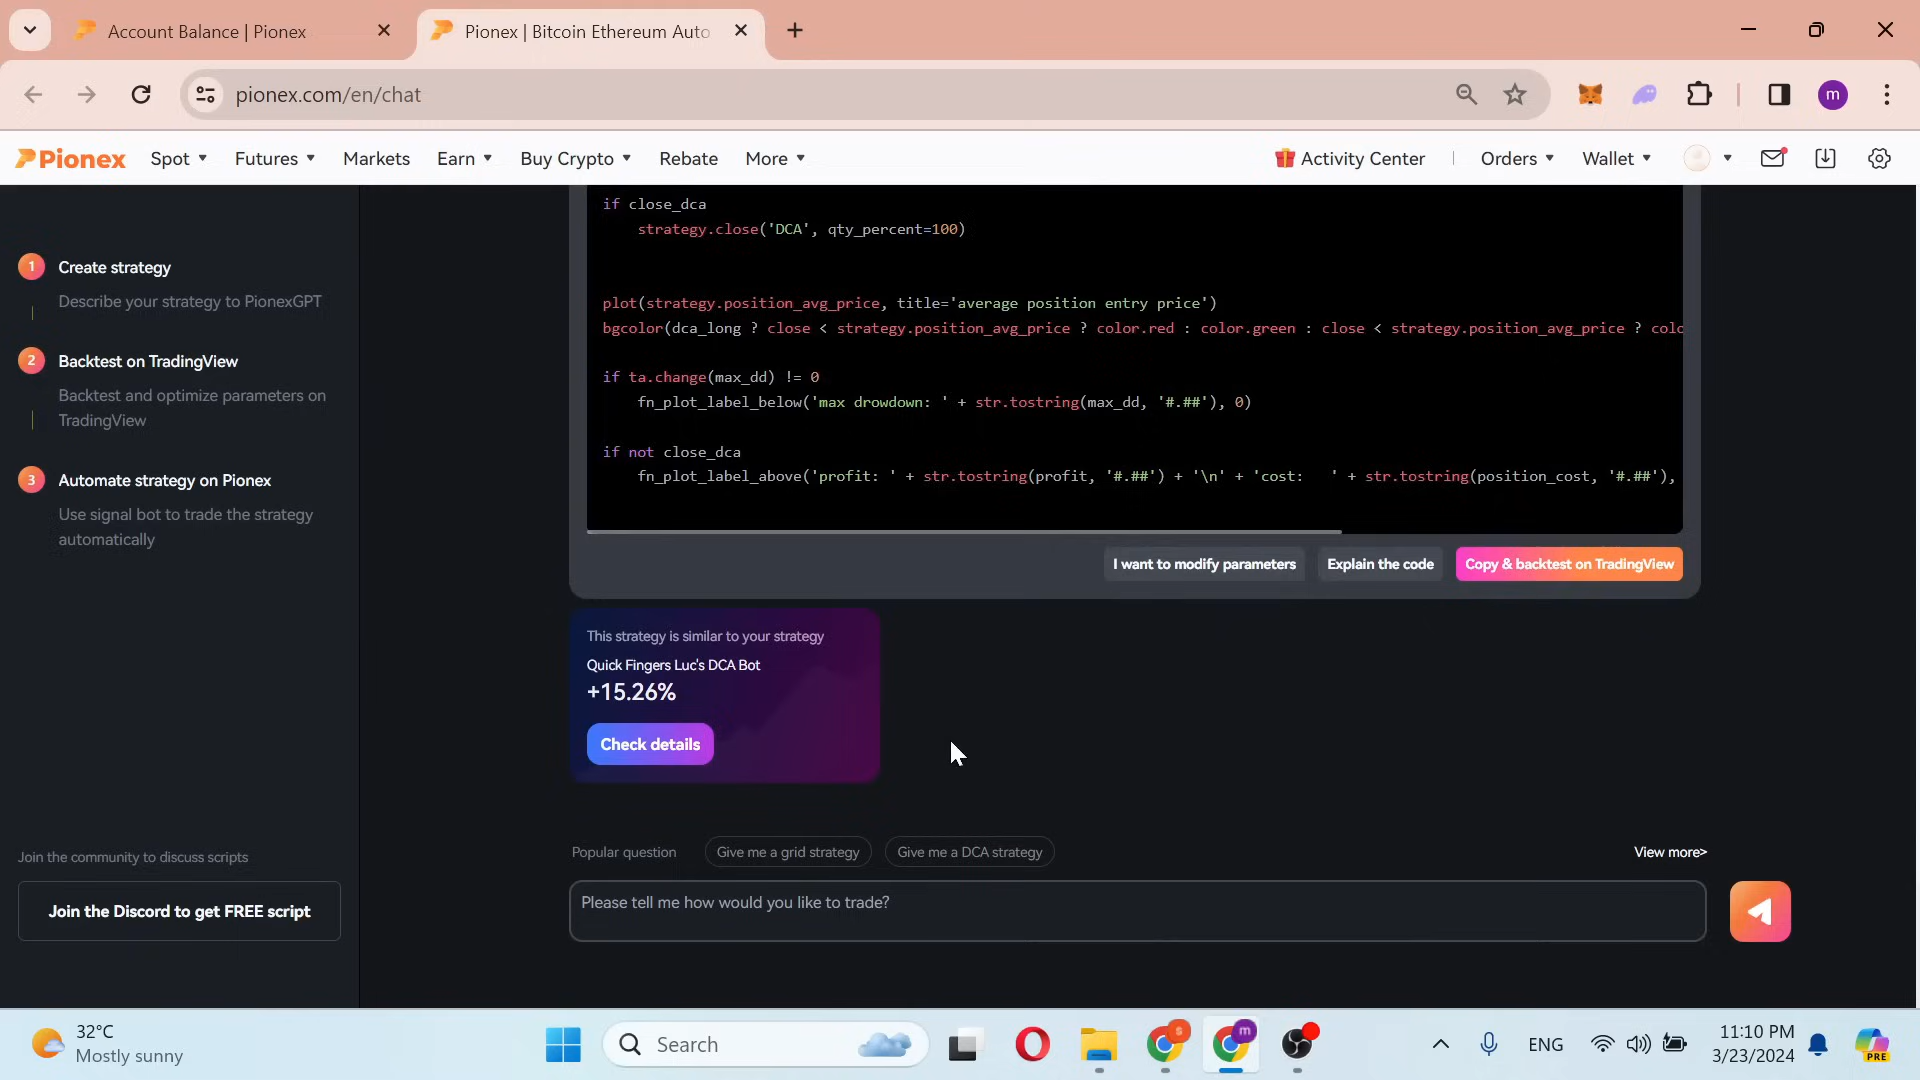 Account Balance | Pionex
Pionex | Bitcoin Ethereum Auto
pionex.com/en/chat
m
Pionex
Spot
Futures
Markets
Earn
Buy Crypto
Rebate
More
Activity Center
Orders
Wallet
1
Create strategy
Describe your strategy to PionexGPT
2
Backtest on TradingView
Backtest and optimize parameters on
TradingView
3
Automate strategy on Pionex
Use signal bot to trade the strategy
automatically
Join the community to discuss scripts
Join the Discord to get FREE script
if close_dca
strategy.close('DCA', qty_percent=100)
plot(strategy.position_avg_price, title='average position entry price')
bgcolor(dca_long ? close < strategy.position_avg_price ? color.red : color.green : close < strategy.position_avg_price ? colo
if ta.change(max_dd) != 0
fn_plot_label_below('max drowdown: ' + str.tostring(max_dd, '#.##'), 0)
if not close_dca
fn_plot_label_above('profit: ' + str.tostring(profit, '#.##') + '\n' + 'cost:   ' + str.tostring(position_cost, '#.##'),
I want to modify parameters
Explain the code
Copy & backtest on TradingView
This strategy is similar to your strategy
Quick Fingers Luc's DCA Bot
+15.26%
Check details
Popular question
Give me a grid strategy
Give me a DCA strategy
View more>
Please tell me how would you like to trade?
32°C
Mostly sunny
Search
s
m
ENG
11:10 PM
3/23/2024
PRE